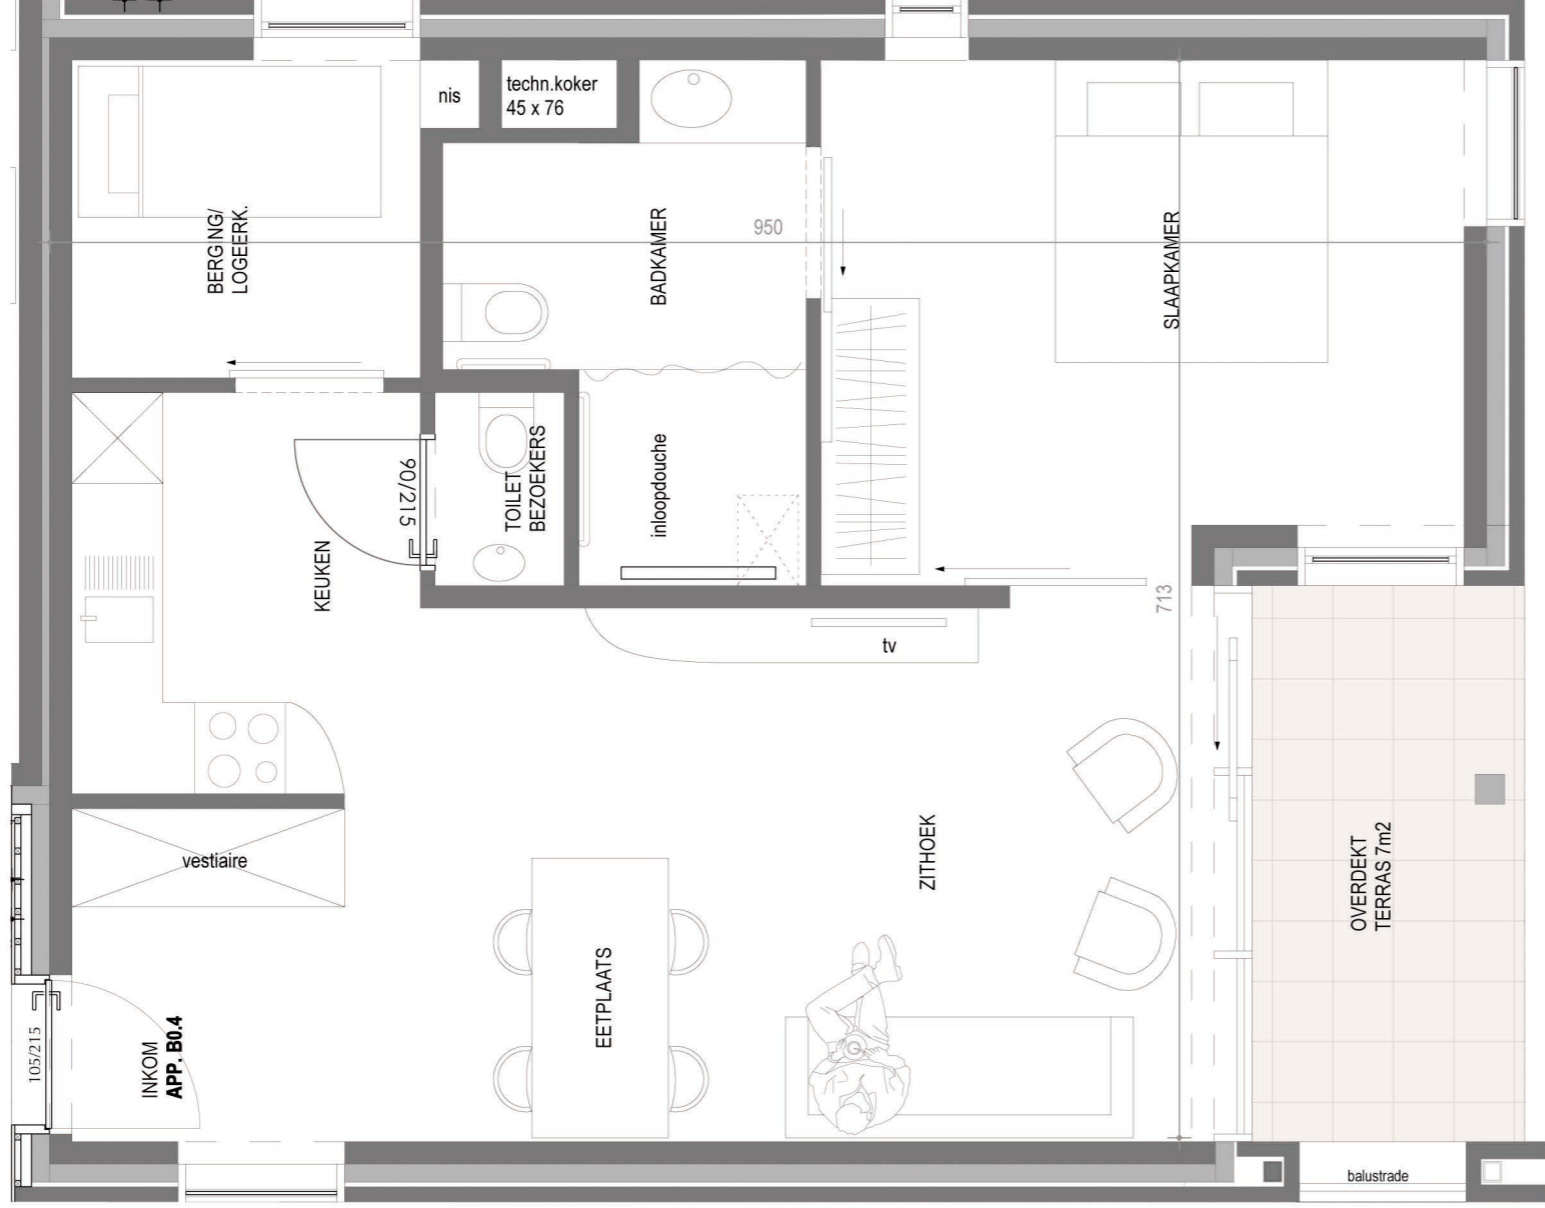 nis
techn.koker
45 x 76
BERGING/
LOGEERK.
BADKAMER
950
SLAAPKAMER
90/215
TOILET
BEZOEKERS
inloopdouche
KEUKEN
713
tv
vestiaire
ZITHOEK
OVERDEKT
TERRAS 7m2
EETPLAATS
105/215
INKOM
APP. B0.4
balustrade